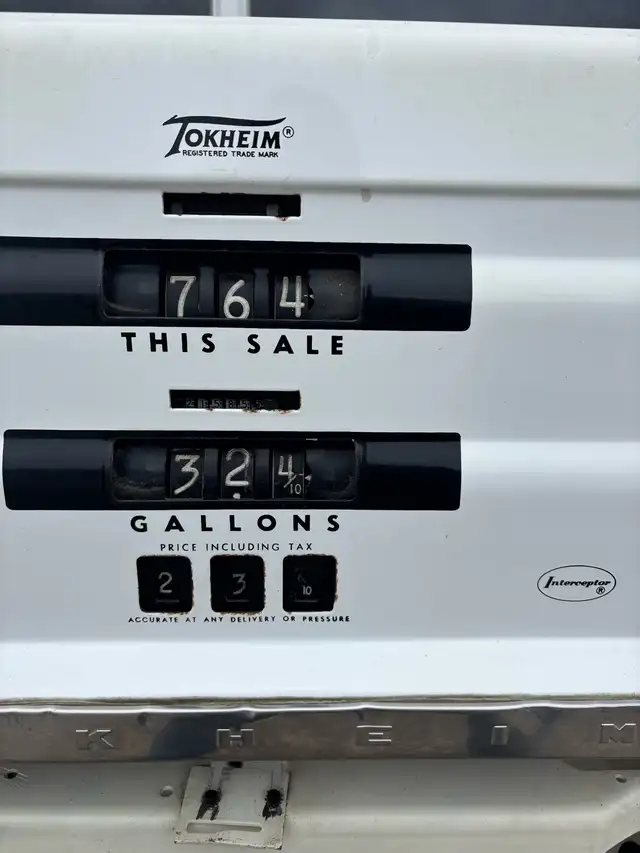 TOKHEIM®
REGISTERED TRADE MARK
7 6 4
THIS SALE
3 2. 4/10
GALLONS
PRICE INCLUDING TAX
2 3 10
ACCURATE AT ANY DELIVERY OR PRESSURE
Interceptor ®
KHEIM